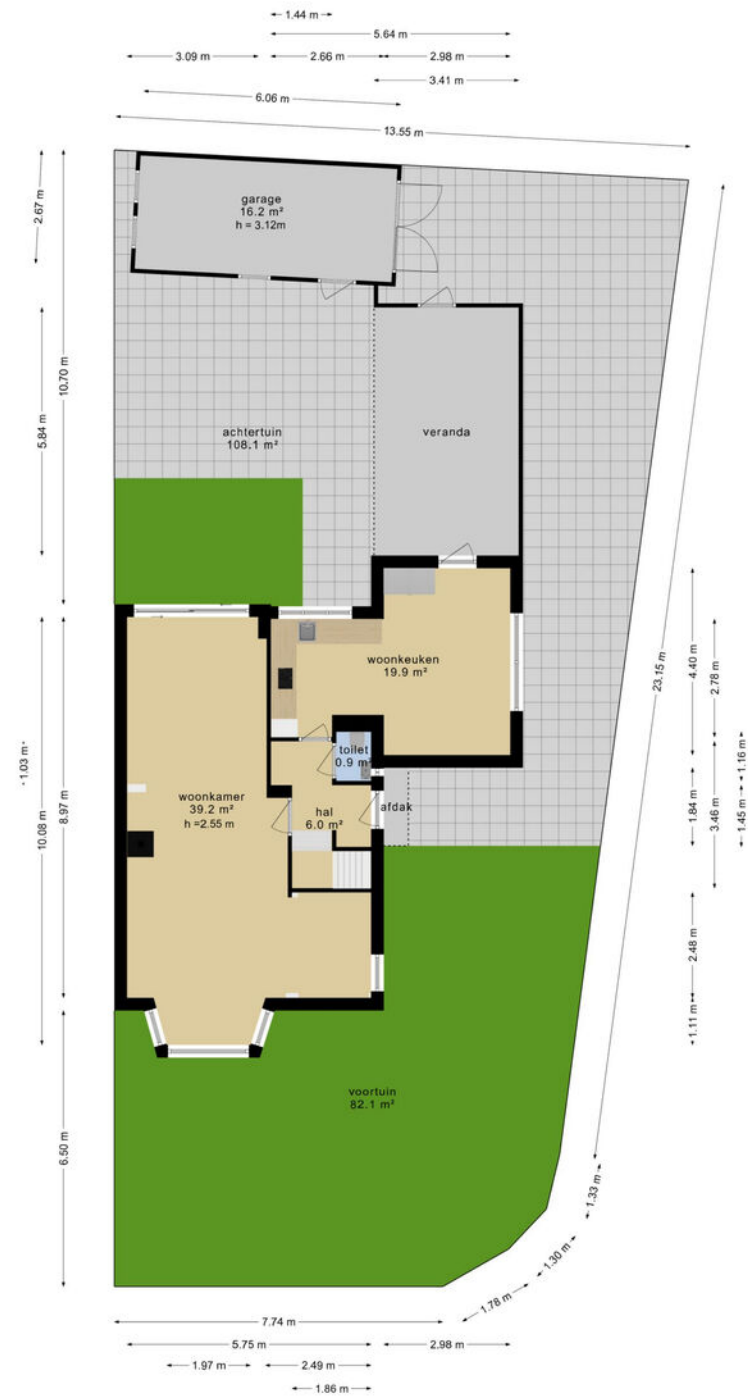 1.44 m
5.64 m
3.09 m
2.66 m
2.98 m
3.41 m
6.06 m
13.55 m
2.67 m
garage
16.2 m²
h = 3.12m
10.70 m
5.84 m
achtertuin
108.1 m²
veranda
woonkeuken
19.9 m²
4.40 m
2.78 m
23.15 m
toilet
0.9 m²
1.03 m
10.08 m
8.97 m
woonkamer
39.2 m²
h =2.55 m
hal
6.0 m²
afdak
1.84 m
3.46 m
1.16 m
1.45 m
2.48 m
1.11 m
voortuin
82.1 m²
6.50 m
1.33 m
1.30 m
1.78 m
7.74 m
5.75 m
2.98 m
1.97 m
2.49 m
1.86 m